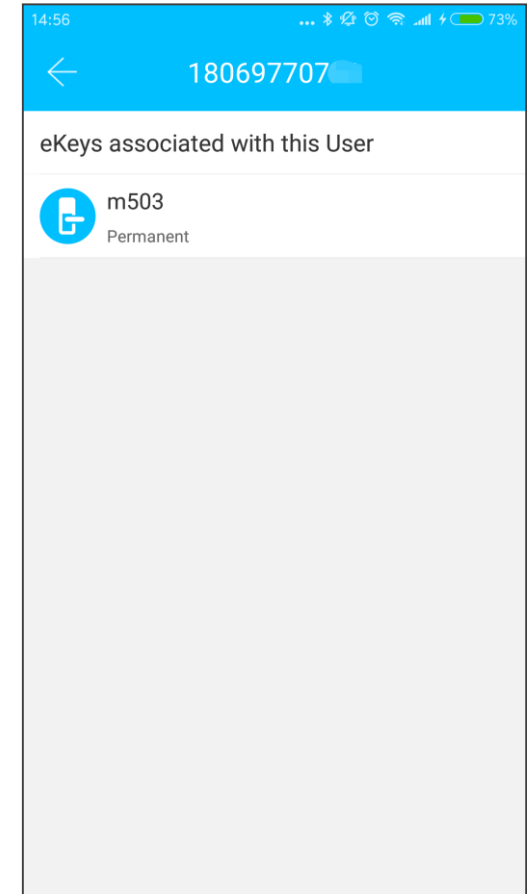 14:56 ... 73%
180697707
eKeys associated with this User
m503
Permanent